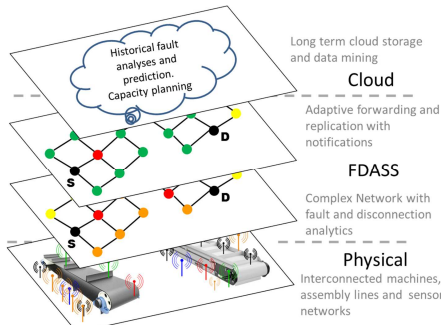 Historical fault
analyses and
prediction.
Capacity planning
Long term cloud storage
and data mining
Cloud
Adaptive forwarding and
replication with
notifications
S
D
FDASS
Complex Network with
fault and disconnection
analytics
S
D
Physical
Interconnected machines,
assembly lines and sensor
networks